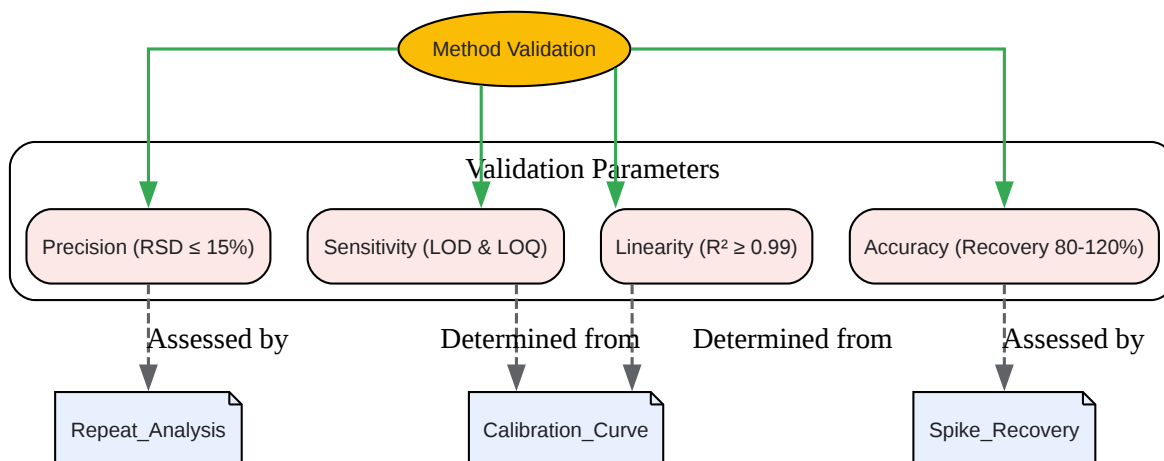 Method Validation
Validation Parameters
Precision (RSD ≤ 15%)
Sensitivity (LOD & LOQ)
Linearity (R² ≥ 0.99)
Accuracy (Recovery 80-120%)
Assessed by
Determined from
Determined from
Assessed by
Repeat_Analysis
Calibration_Curve
Spike_Recovery